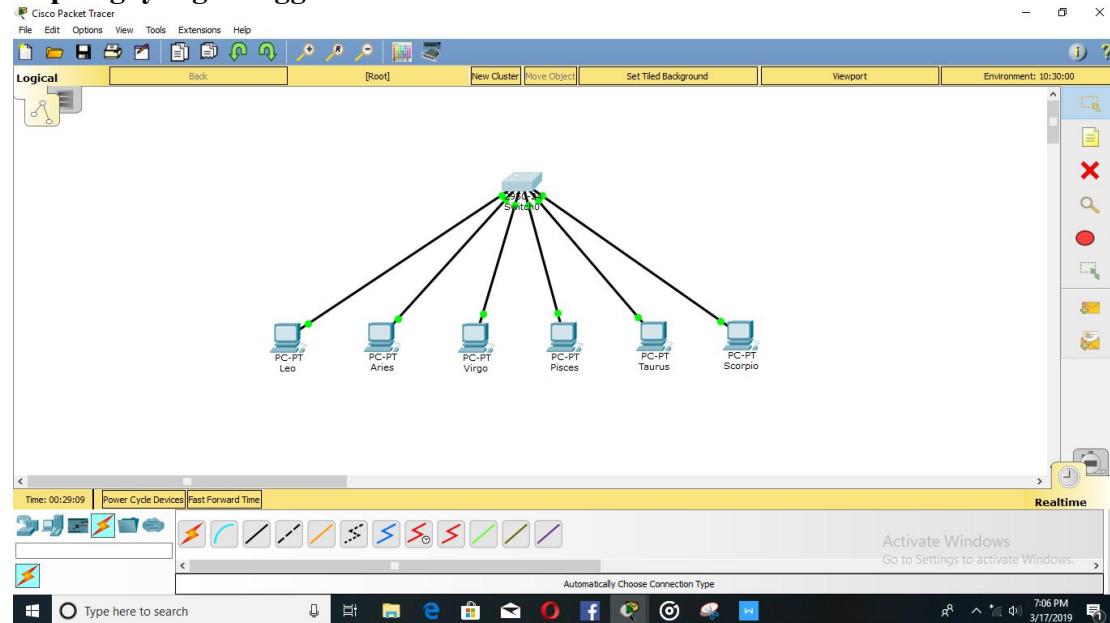 Cisco Packet Tracer
File Edit Options View Tools Extensions Help
Logical Back [Root] New Cluster Move Object Set Tiled Background Viewport Environment: 10:30:00
Switch0
PC-PT
Leo
PC-PT
Aries
PC-PT
Virgo
PC-PT
Pisces
PC-PT
Taurus
PC-PT
Scorpio
Time: 00:29:09 Power Cycle Devices Fast Forward Time Realtime
Activate Windows
Go to Settings to activate Windows.
Automatically Choose Connection Type
Type here to search
7:06 PM
3/17/2019